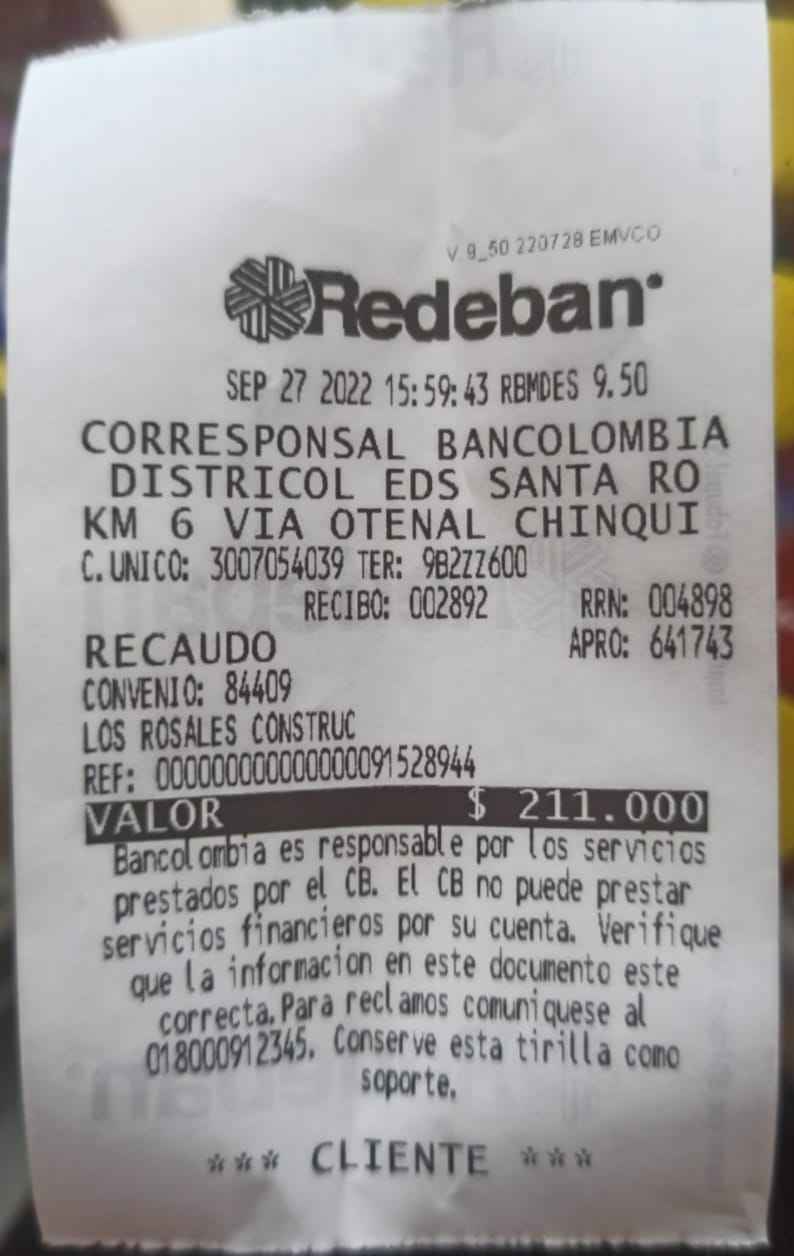 V 9_50 220728 EMVCO
Redeban
SEP 27 2022 15:59:43 RBMDES 9.50
CORRESPONSAL BANCOLOMBIA
DISTRICOL EDS SANTA RO
KM 6 VIA OTENAL CHINQUI
C.UNICO: 3007054039 TER: 9B2ZZ600
RECIBO: 002892 RRN: 004898
RECAUDO APRO: 641743
CONVENIO: 84409
LOS ROSALES CONSTRUC
REF: 0000000000000000091528944
VALOR $ 211.000
Bancolombia es responsable por los servicios
prestados por el CB. El CB no puede prestar
servicios financieros por su cuenta. Verifique
que la informacion en este documento este
correcta. Para reclamos comuniquese al
018000912345. Conserve esta tirilla como
soporte.
*** CLIENTE ***